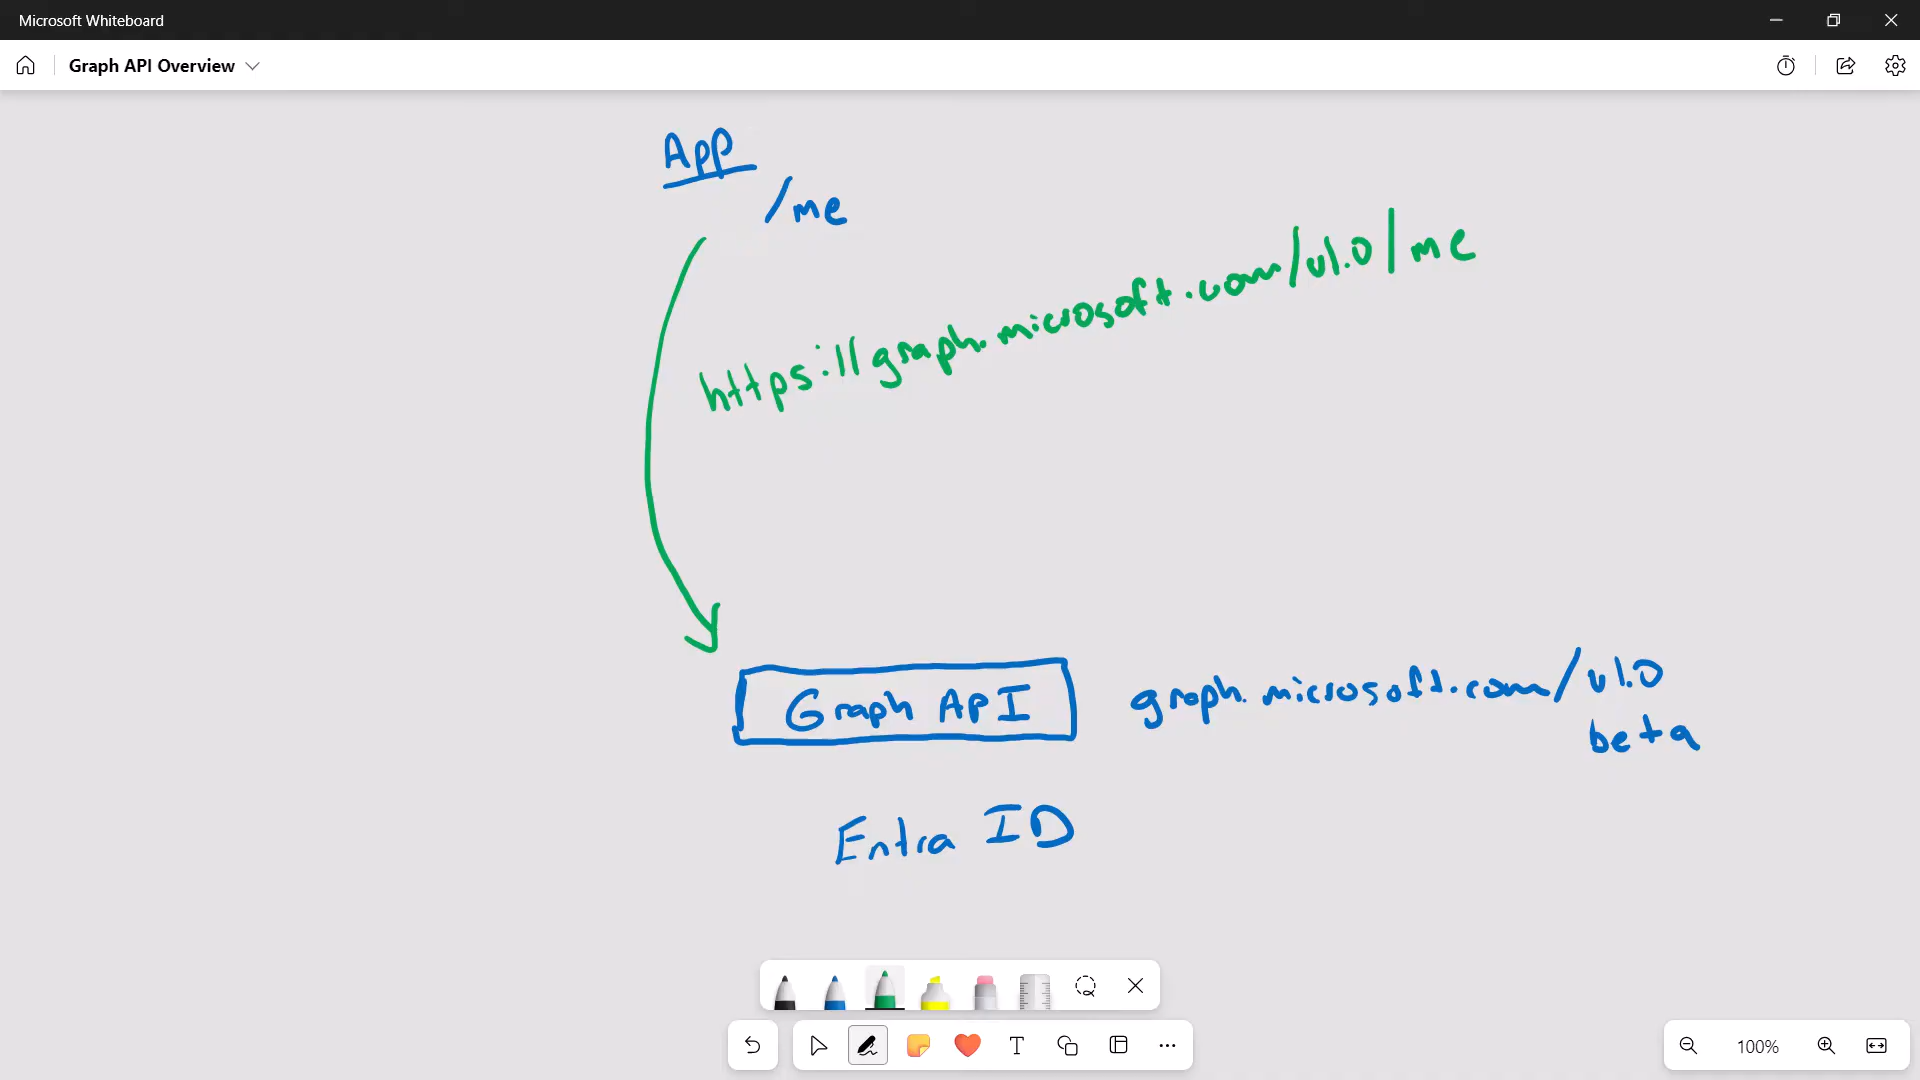 Microsoft Whiteboard
Graph API Overview
App
/me
https://graph.microsoft.com/v1.0/me
Graph API
graph.microsoft.com/v1.0
beta
Entra ID
100%